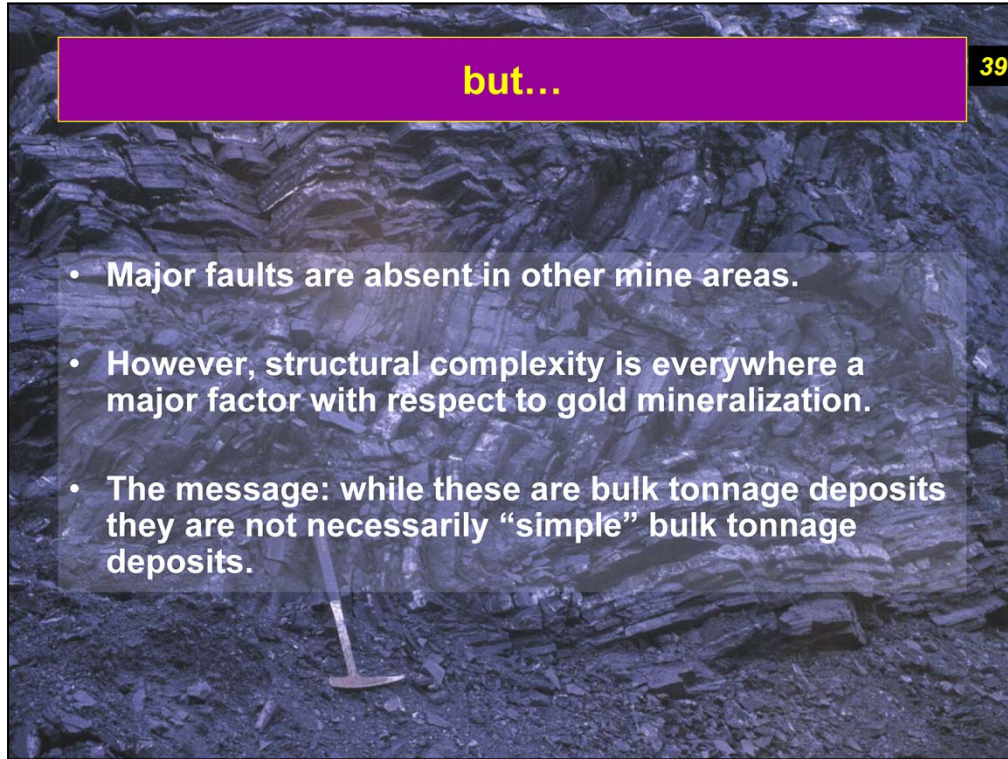 but…
39
• Major faults are absent in other mine areas.
• However, structural complexity is everywhere a
major factor with respect to gold mineralization.
• The message: while these are bulk tonnage deposits
they are not necessarily “simple” bulk tonnage
deposits.